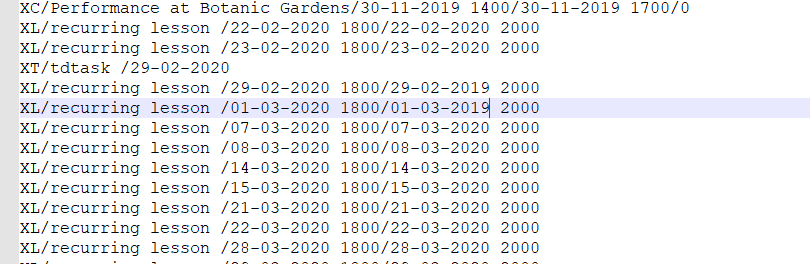 XC/Performance at Botanic Gardens/30-11-2019 1400/30-11-2019 1700/0
XL/recurring lesson /22-02-2020 1800/22-02-2020 2000
XL/recurring lesson /23-02-2020 1800/23-02-2020 2000
XT/tdtask /29-02-2020
XL/recurring lesson /29-02-2020 1800/29-02-2019 2000
XL/recurring lesson /01-03-2020 1800/01-03-2019 2000
XL/recurring lesson /07-03-2020 1800/07-03-2020 2000
XL/recurring lesson /08-03-2020 1800/08-03-2020 2000
XL/recurring lesson /14-03-2020 1800/14-03-2020 2000
XL/recurring lesson /15-03-2020 1800/15-03-2020 2000
XL/recurring lesson /21-03-2020 1800/21-03-2020 2000
XL/recurring lesson /22-03-2020 1800/22-03-2020 2000
XL/recurring lesson /28-03-2020 1800/28-03-2020 2000